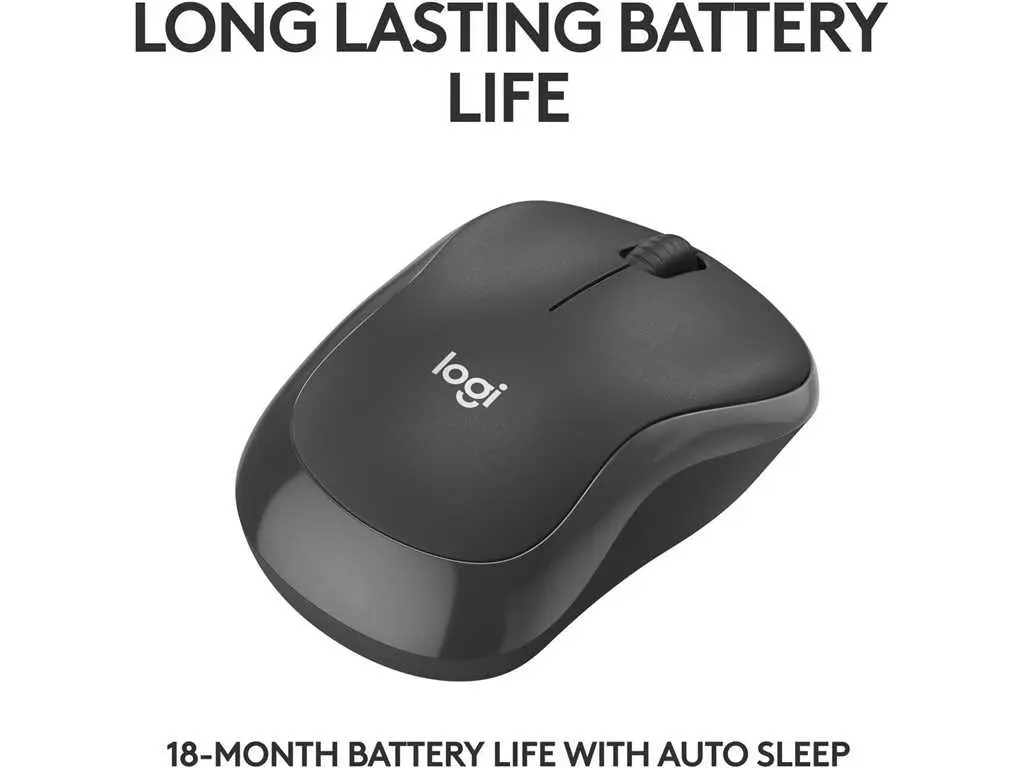 LONG LASTING BATTERY
LIFE
logi
18-MONTH BATTERY LIFE WITH AUTO SLEEP